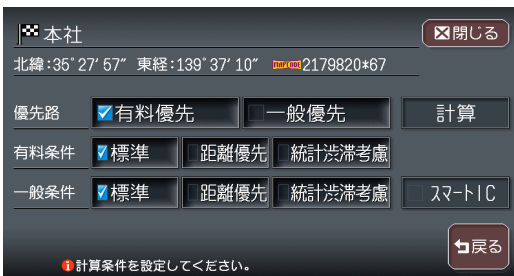 本社
閉じる
北緯:35°27′57″ 東経:139°37′10″ MAPCODE 2179820*67
優先路 有料優先 一般優先 計算
有料条件 標準 距離優先 統計渋滞考慮
一般条件 標準 距離優先 統計渋滞考慮 スマートIC
戻る
計算条件を設定してください。